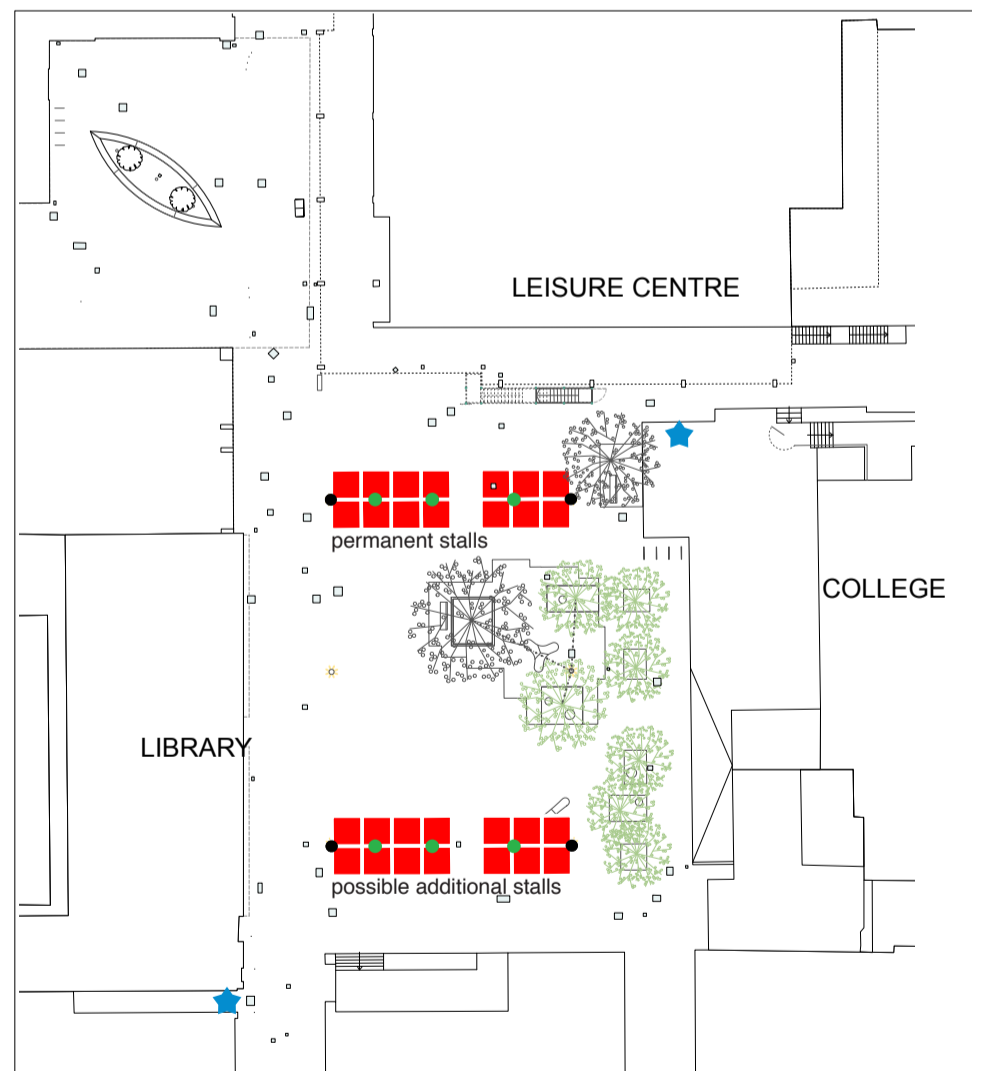 LEISURE CENTRE
permanent stalls
COLLEGE
LIBRARY
possible additional stalls